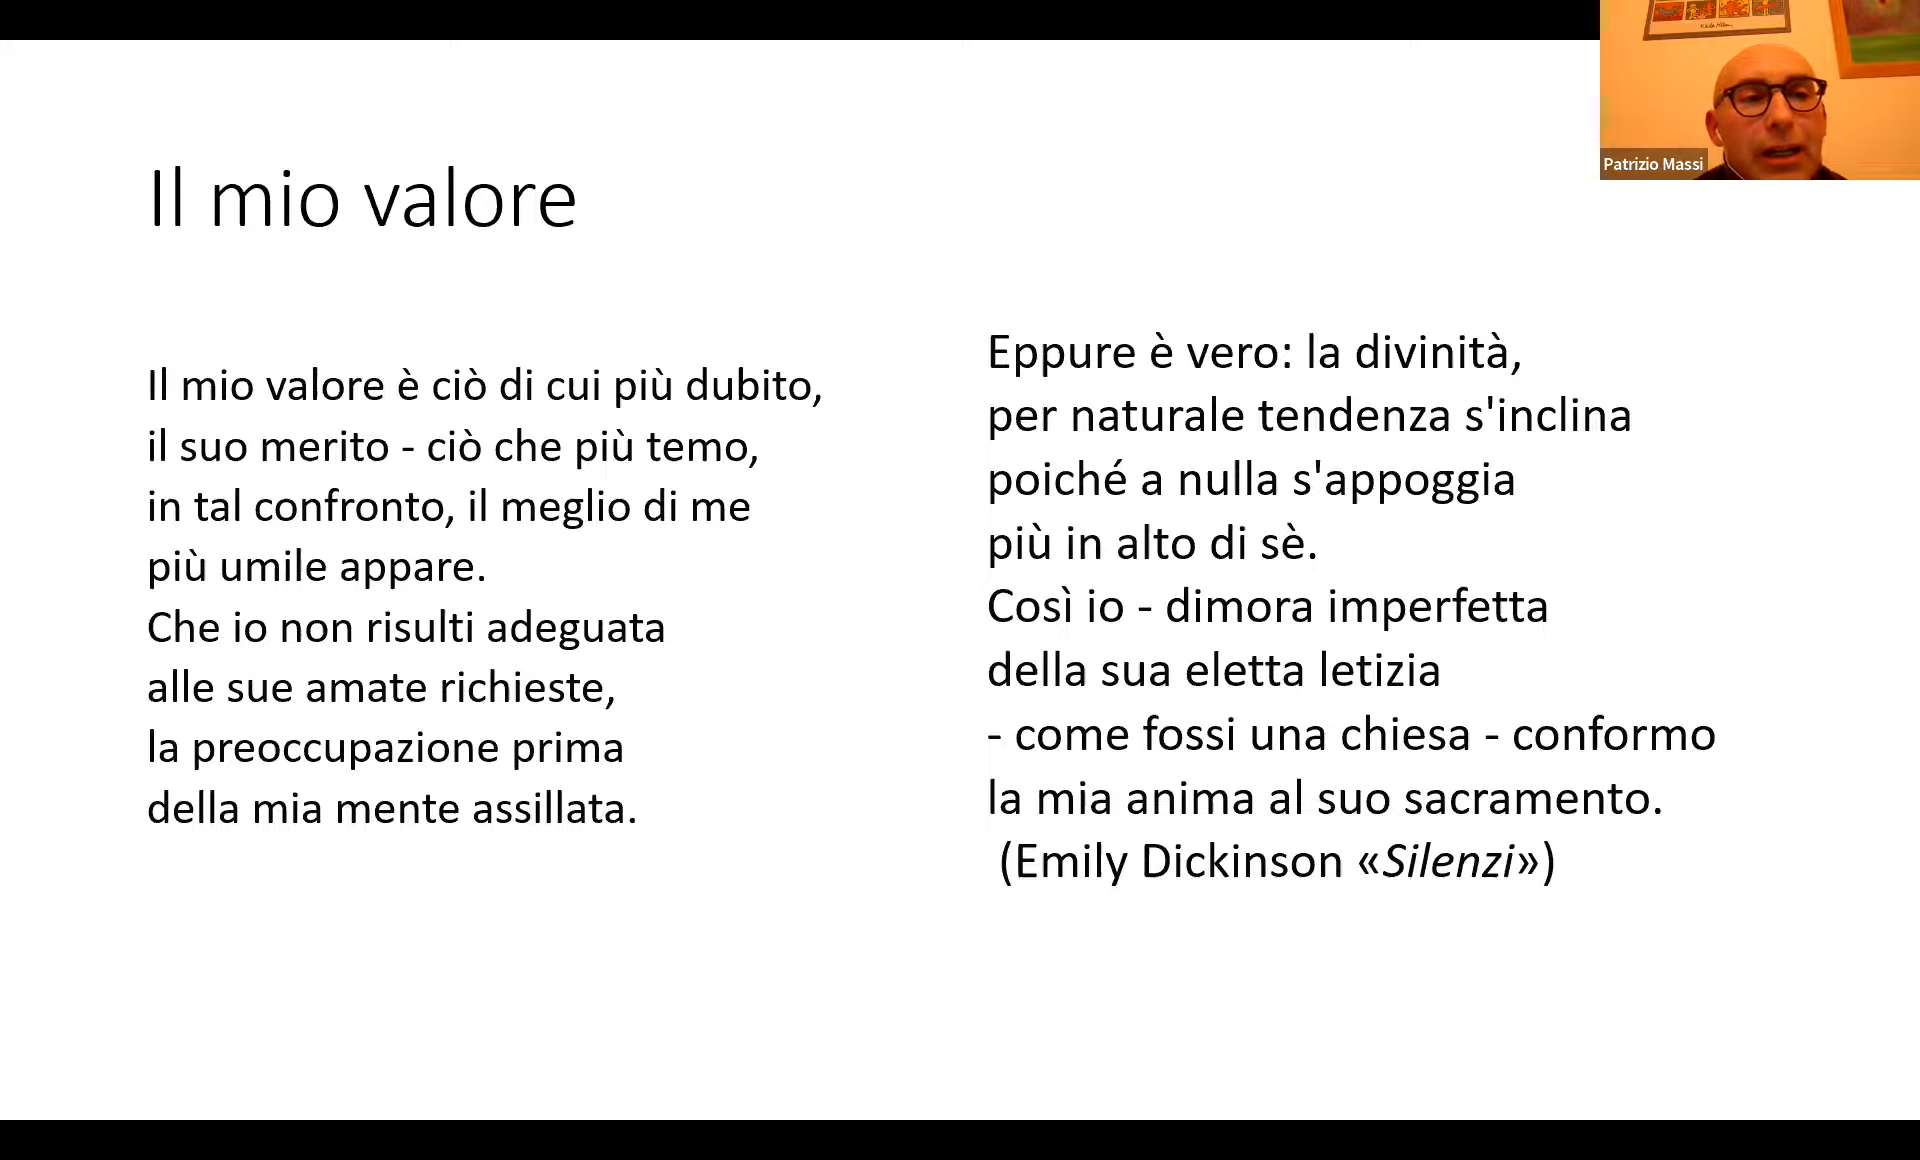 Keith Haring
Patrizio Massi
Il mio valore
Il mio valore è ciò di cui più dubito,
il suo merito - ciò che più temo,
in tal confronto, il meglio di me
più umile appare.
Che io non risulti adeguata
alle sue amate richieste,
la preoccupazione prima
della mia mente assillata.
Eppure è vero: la divinità,
per naturale tendenza s'inclina
poiché a nulla s'appoggia
più in alto di sè.
Così io - dimora imperfetta
della sua eletta letizia
- come fossi una chiesa - conformo
la mia anima al suo sacramento.
(Emily Dickinson «Silenzi»)